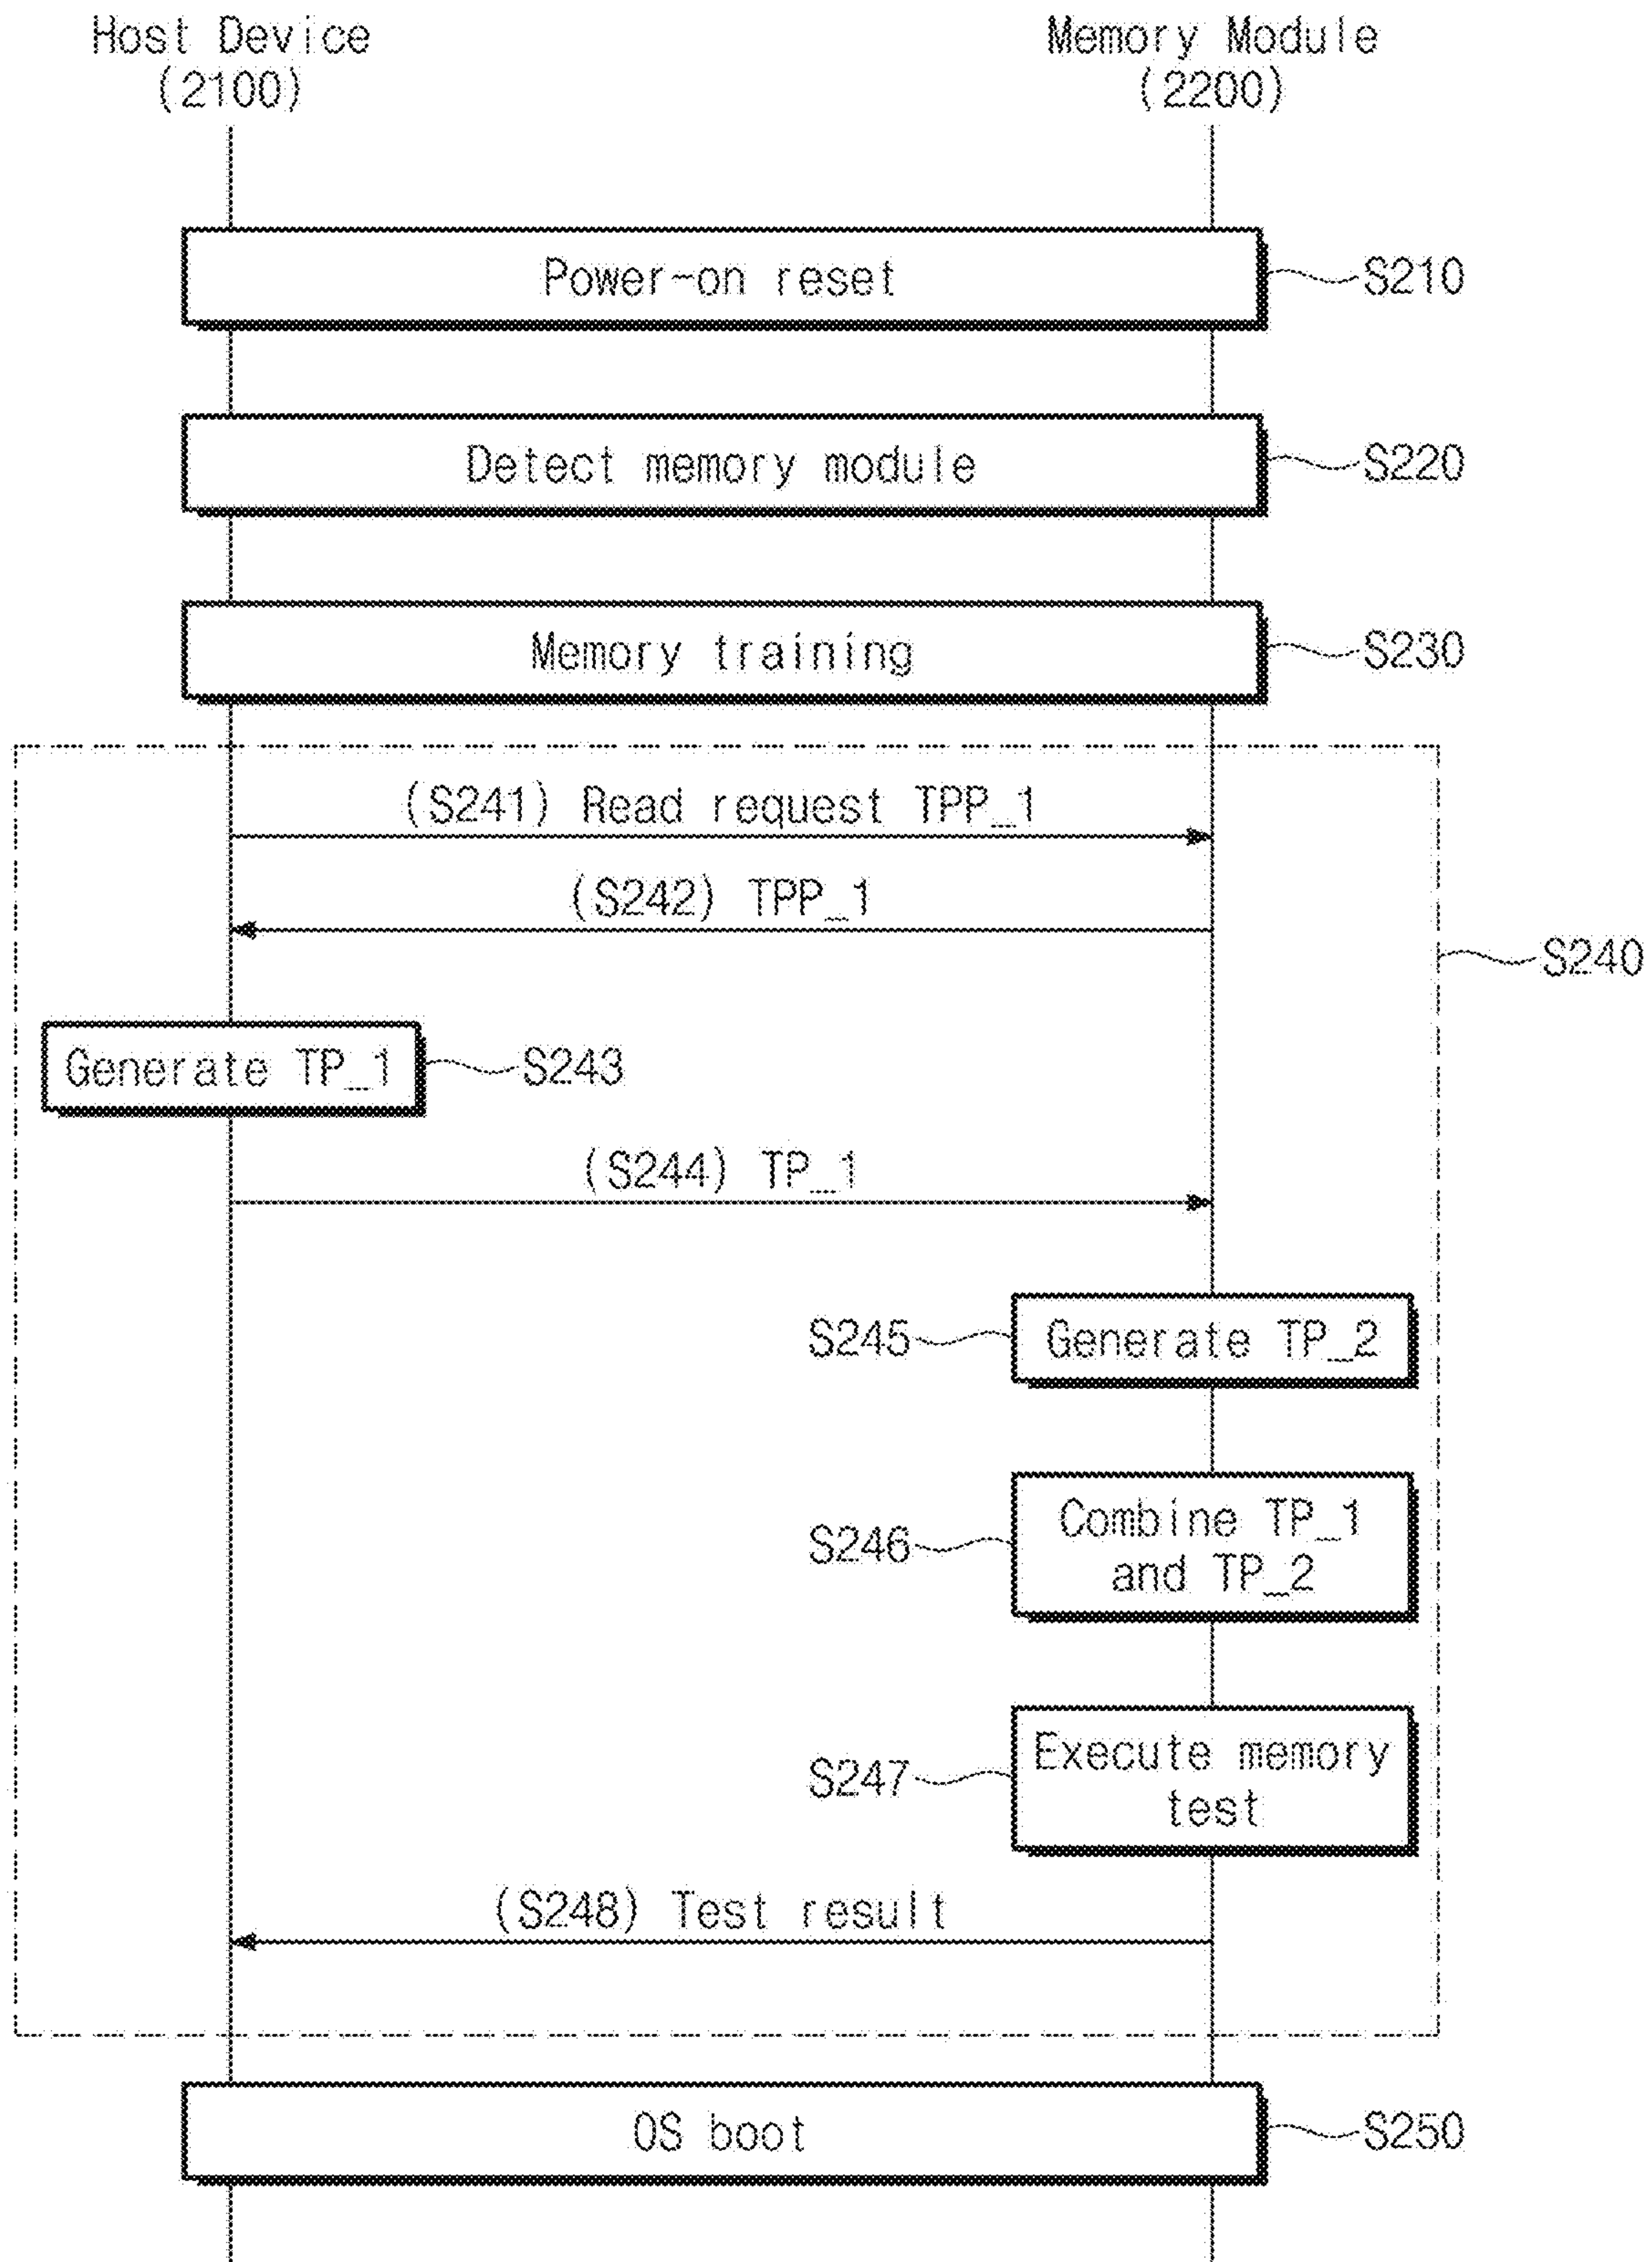 Host Device
(2100)
Memory Module
(2200)
Power-on reset
S210
Detect memory module
S220
Memory training
S230
(S241) Read request TPP_1
(S242) TPP_1
S240
Generate TP_1
S243
(S244) TP_1
S245
Generate TP_2
S246
Combine TP_1
and TP_2
S247
Execute memory
test
(S248) Test result
OS boot
S250